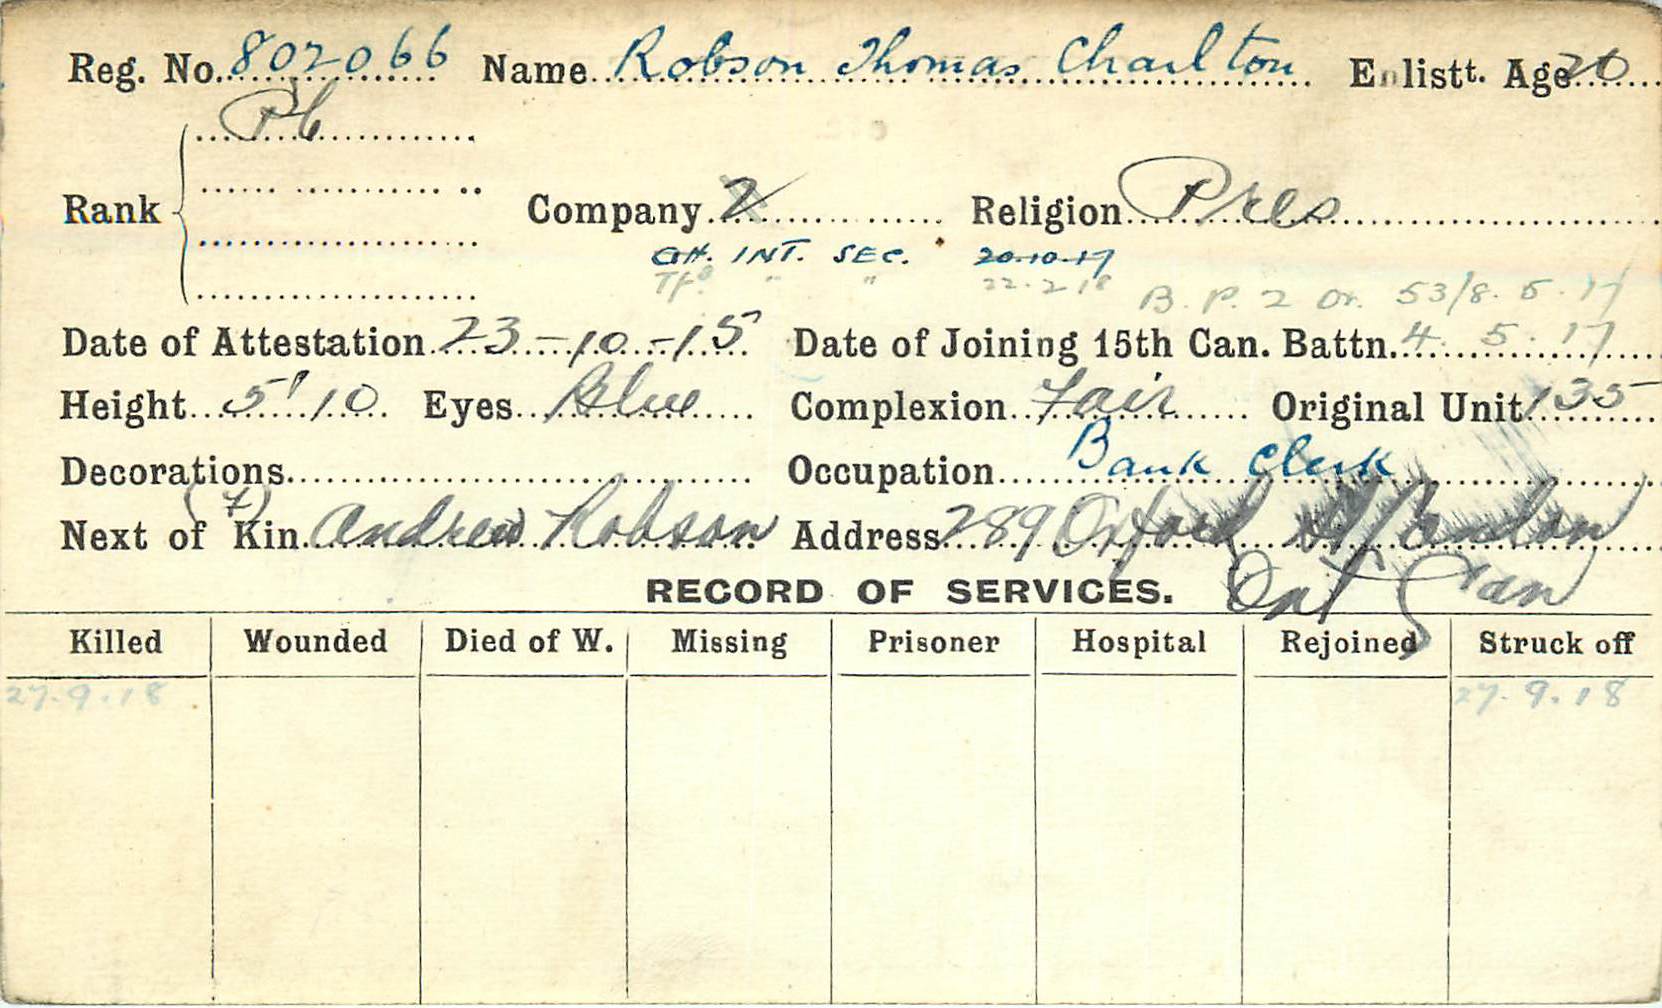 Reg. No. 802066 Name Robson Thomas Charlton Enlistt. Age 20
Pte
Rank Company 2 Religion Pres
INT. SEC. 20-10-17
" " 22-2-18 B. P. 2 Or. 53/8. 5. 17
Date of Attestation 23-10-15 Date of Joining 15th Can. Battn. 4. 5. 17
Height 5' 10 Eyes Blue Complexion Fair Original Unit 135
Decorations Occupation Bank Clerk
(F)
Next of Kin Andrew Robson Address 289 Oxford St London
Ont Can
RECORD OF SERVICES.
Killed Wounded Died of W. Missing Prisoner Hospital Rejoined Struck off
27.9.18 27.9.18